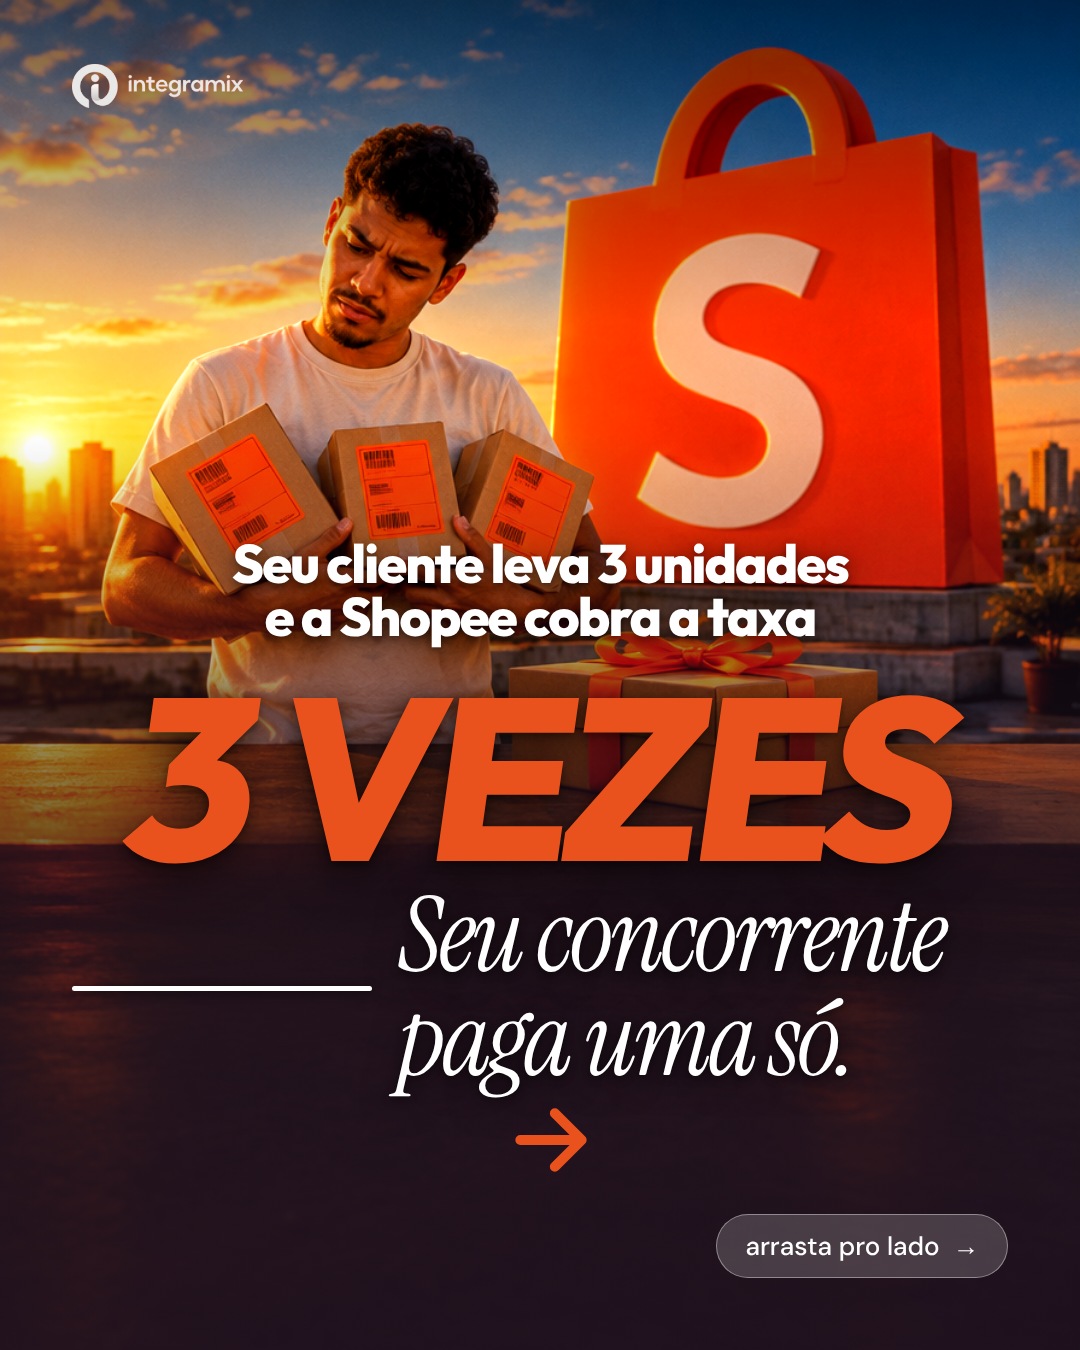 integramix
S
Seu cliente leva 3 unidades
e a Shopee cobra a taxa
3 VEZES
Seu concorrente
paga uma só.
→
arrasta pro lado →